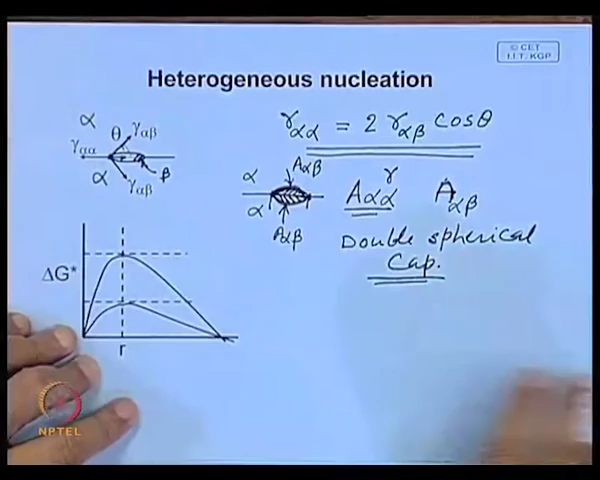 © CET
I.I.T. KGP
Heterogeneous nucleation
α
θ γαβ
γαα
α
γαβ
β
γαα = 2 γαβ cosθ
α
α
Aαβ
Aαβ
γ
Aαα Aαβ
Double spherical
Cap.
ΔG*
r
NPTEL